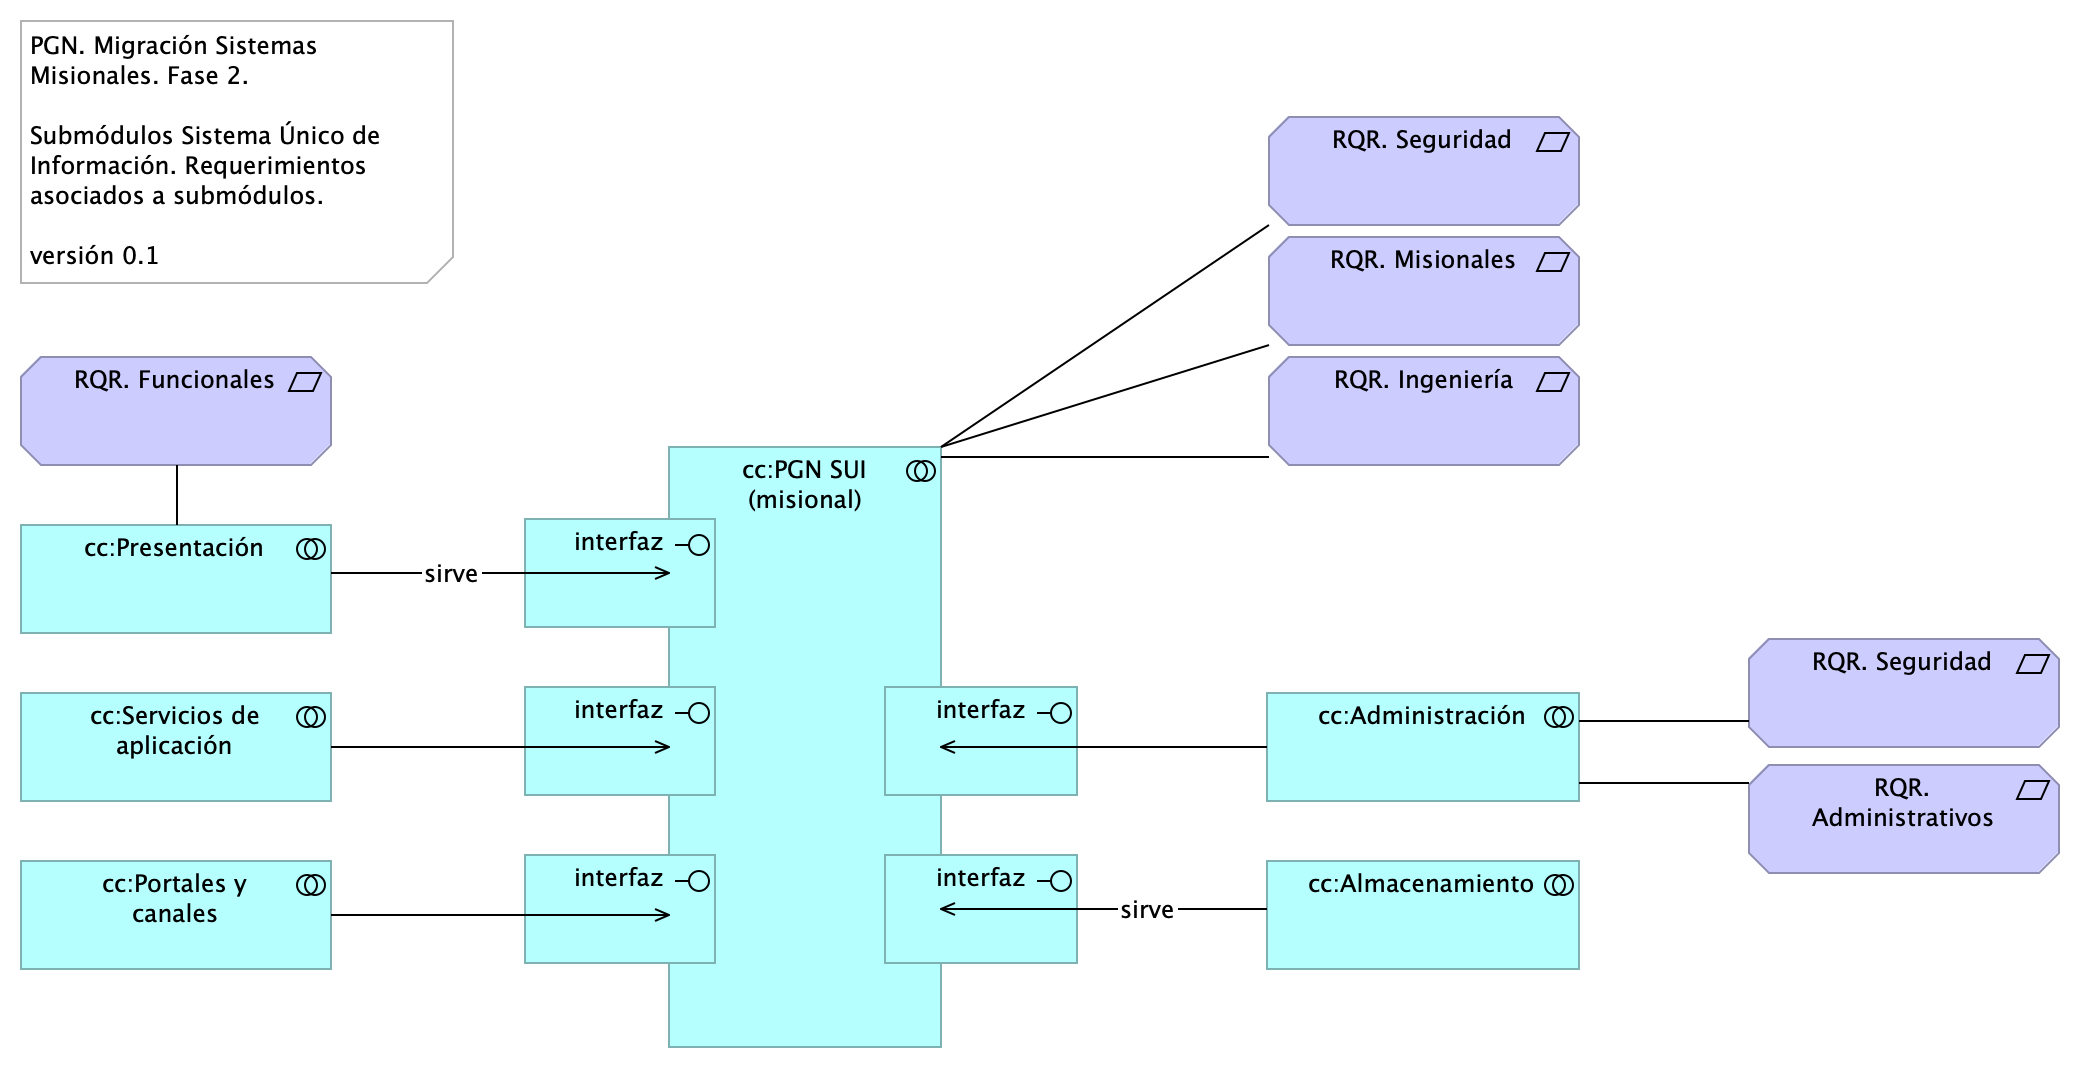 PGN. Migración Sistemas
Misionales. Fase 2.
Submódulos Sistema Único de
Información. Requerimientos
asociados a submódulos.
versión 0.1
RQR. Seguridad
RQR. Misionales
RQR. Ingeniería
RQR. Funcionales
cc:PGN SUI
(misional)
cc:Presentación
sirve
interfaz
cc:Servicios de
aplicación
interfaz
interfaz
cc:Administración
RQR. Seguridad
RQR.
Administrativos
cc:Portales y
canales
interfaz
interfaz
sirve
cc:Almacenamiento